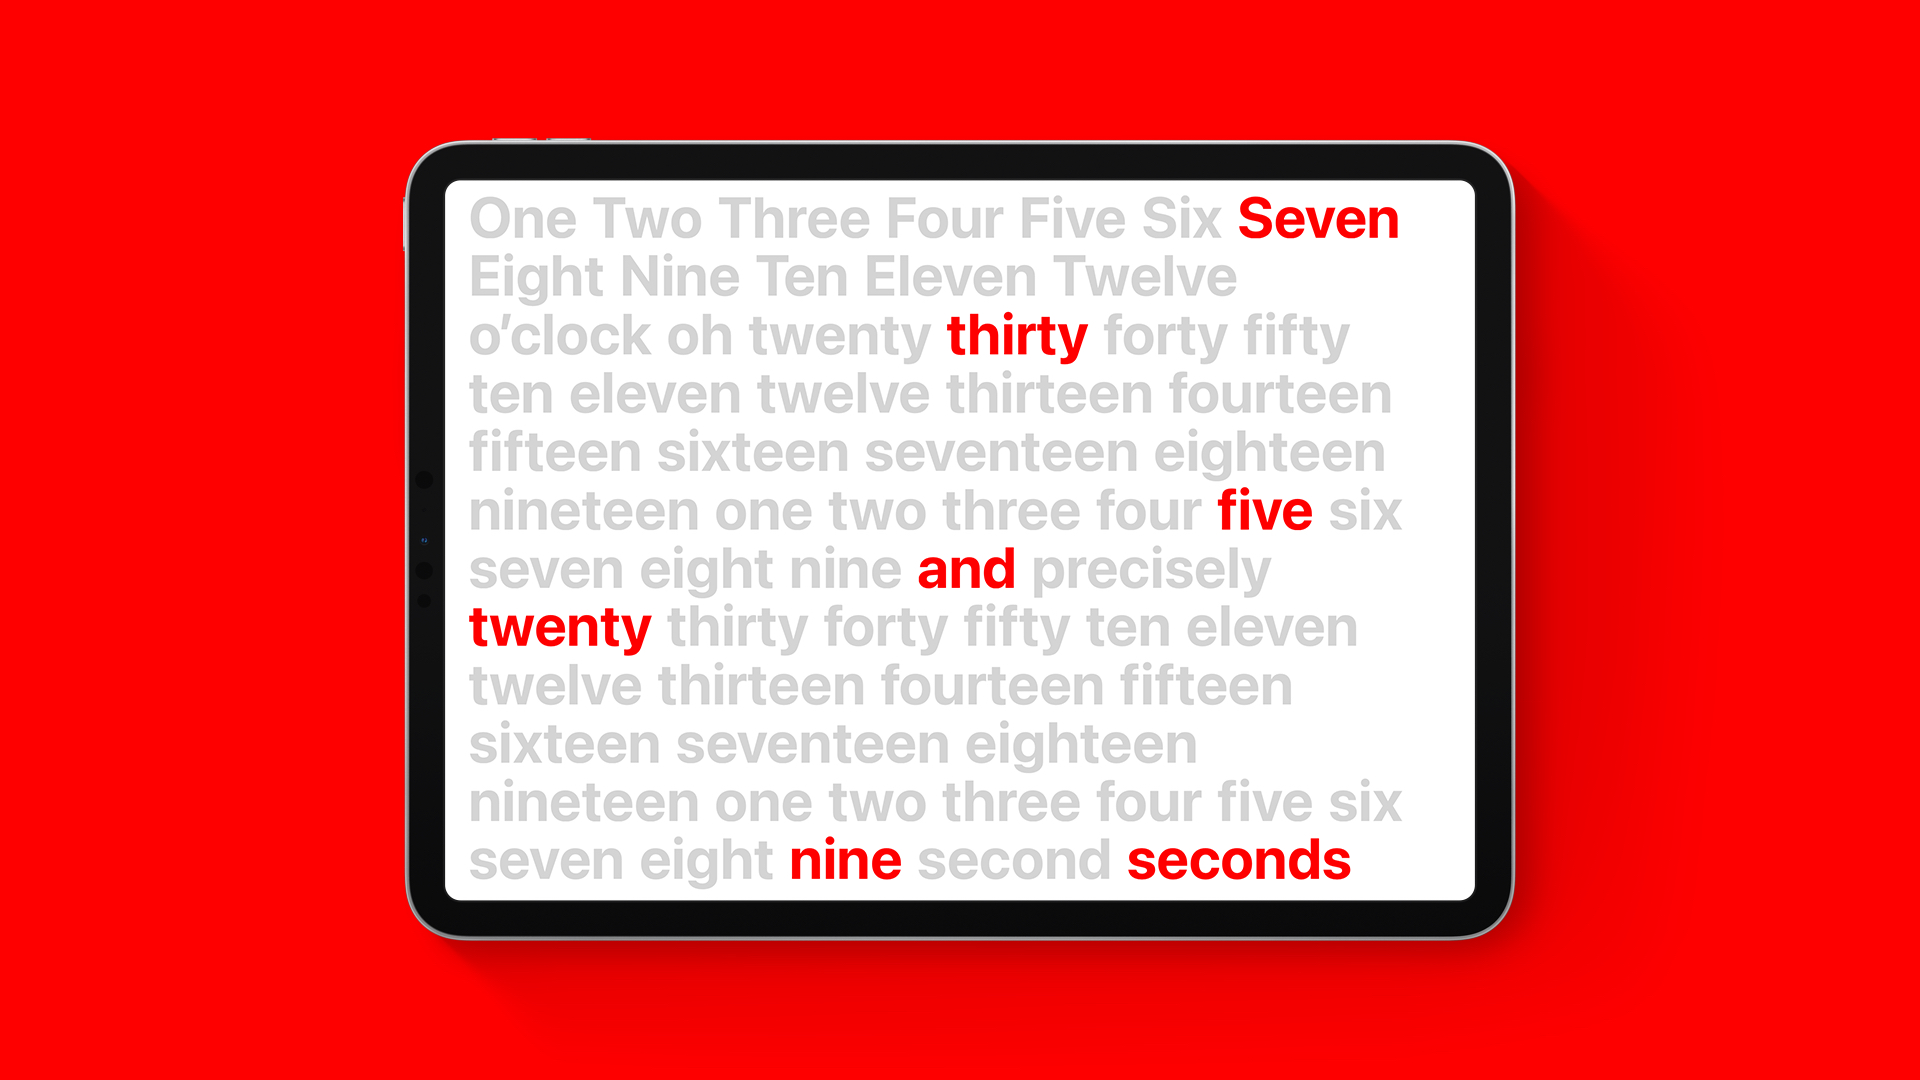 One Two Three Four Five Six Seven
Eight Nine Ten Eleven Twelve
o’clock oh twenty thirty forty fifty
ten eleven twelve thirteen fourteen
fifteen sixteen seventeen eighteen
nineteen one two three four five six
seven eight nine and precisely
twenty thirty forty fifty ten eleven
twelve thirteen fourteen fifteen
sixteen seventeen eighteen
nineteen one two three four five six
seven eight nine second seconds